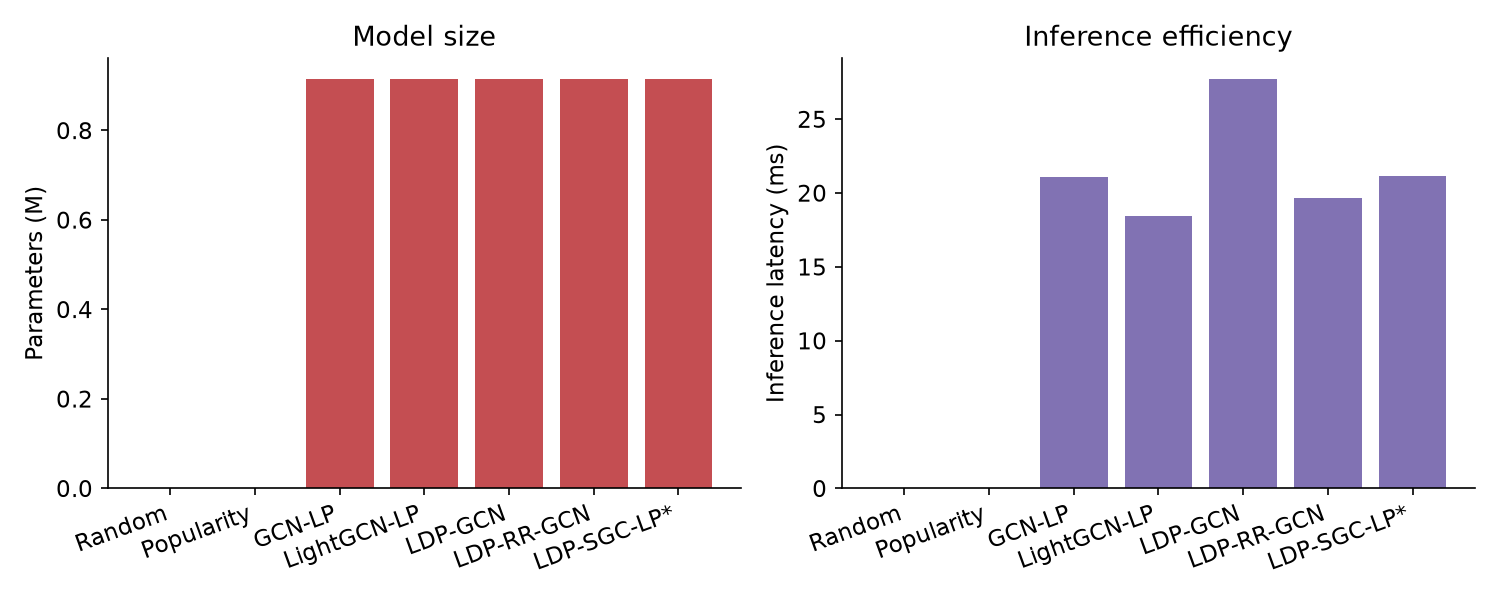 Model size
Parameters (M)
0.8
0.6
0.4
0.2
0.0
Random
Popularity
GCN-LP
LightGCN-LP
LDP-GCN
LDP-RR-GCN
LDP-SGC-LP*
Inference efficiency
Inference latency (ms)
25
20
15
10
5
0
Random
Popularity
GCN-LP
LightGCN-LP
LDP-GCN
LDP-RR-GCN
LDP-SGC-LP*